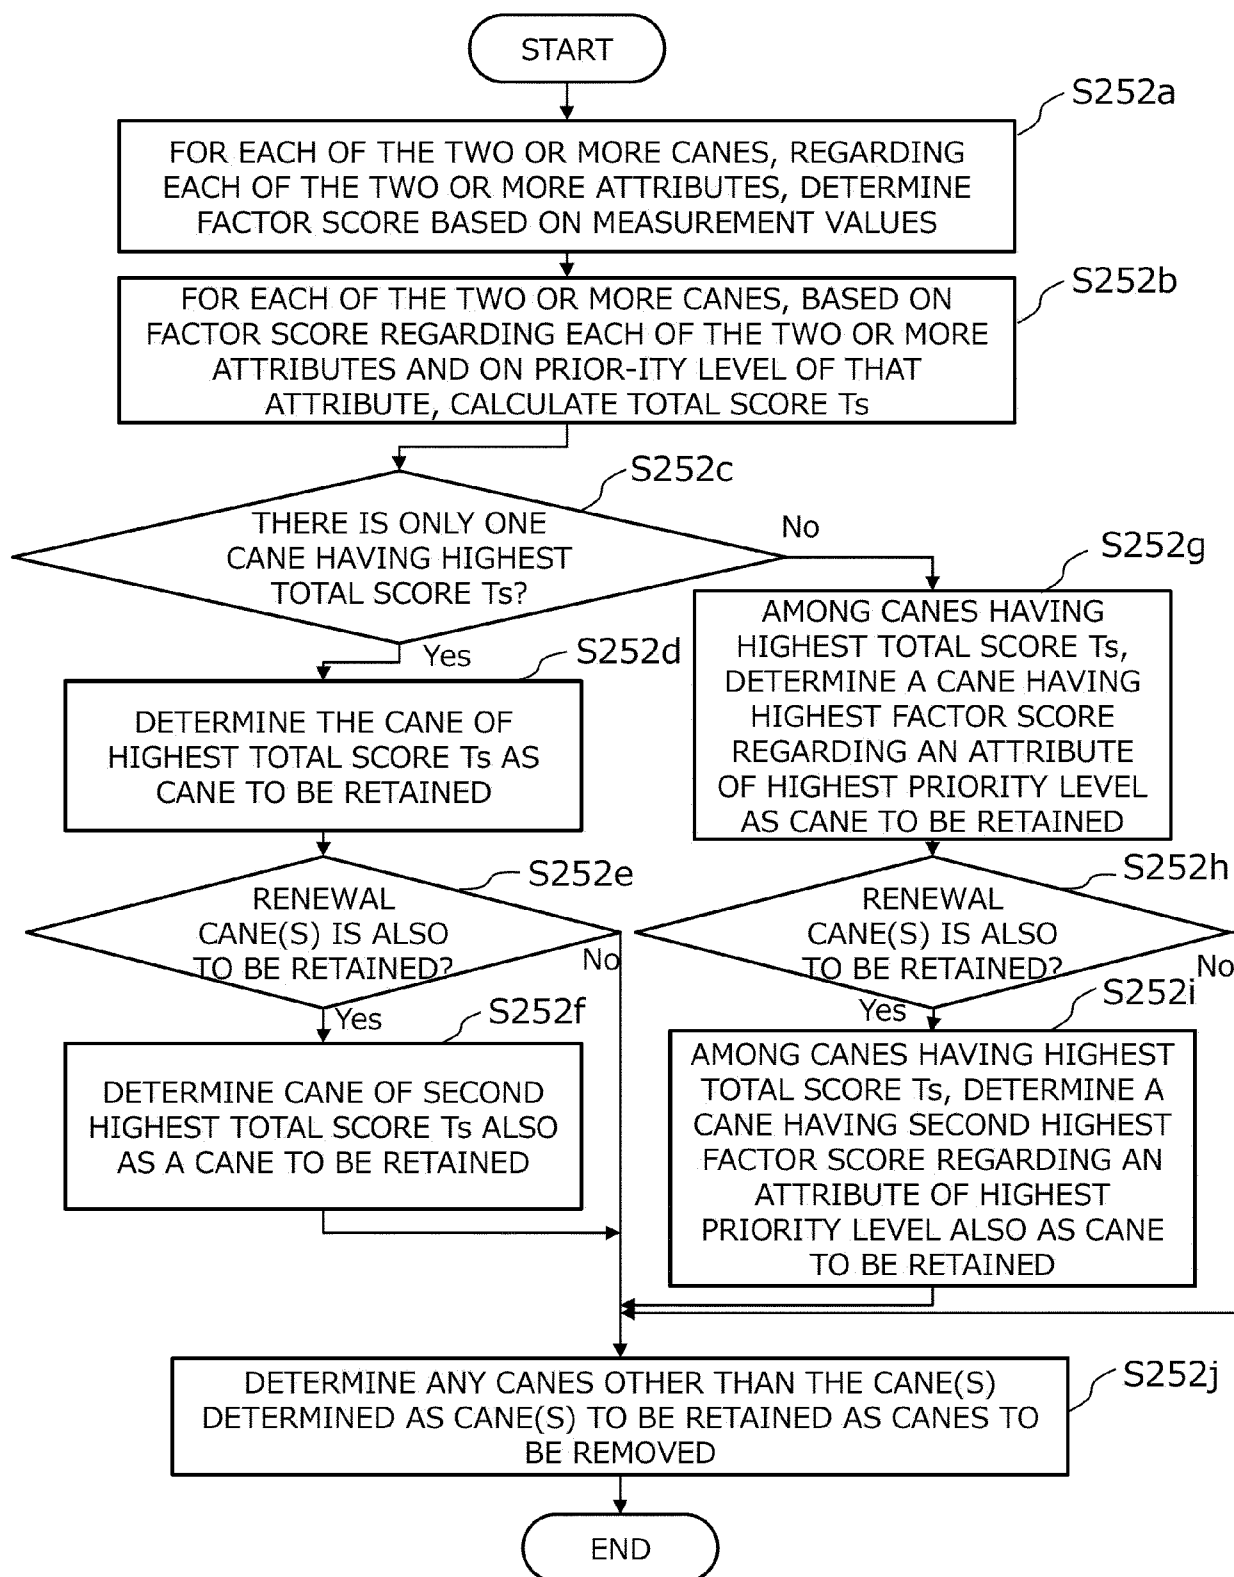 START
S252a
FOR EACH OF THE TWO OR MORE CANES, REGARDING
EACH OF THE TWO OR MORE ATTRIBUTES, DETERMINE
FACTOR SCORE BASED ON MEASUREMENT VALUES
S252b
FOR EACH OF THE TWO OR MORE CANES, BASED ON
FACTOR SCORE REGARDING EACH OF THE TWO OR MORE
ATTRIBUTES AND ON PRIOR-ITY LEVEL OF THAT
ATTRIBUTE, CALCULATE TOTAL SCORE Ts
S252c
THERE IS ONLY ONE
CANE HAVING HIGHEST
TOTAL SCORE Ts?
No
Yes
S252d
DETERMINE THE CANE OF
HIGHEST TOTAL SCORE Ts AS
CANE TO BE RETAINED
S252e
RENEWAL
CANE(S) IS ALSO
TO BE RETAINED?
No
Yes
S252f
DETERMINE CANE OF SECOND
HIGHEST TOTAL SCORE Ts ALSO
AS A CANE TO BE RETAINED
S252g
AMONG CANES HAVING
HIGHEST TOTAL SCORE Ts,
DETERMINE A CANE HAVING
HIGHEST FACTOR SCORE
REGARDING AN ATTRIBUTE
OF HIGHEST PRIORITY LEVEL
AS CANE TO BE RETAINED
S252h
RENEWAL
CANE(S) IS ALSO
TO BE RETAINED?
No
Yes
S252i
AMONG CANES HAVING HIGHEST
TOTAL SCORE Ts, DETERMINE A
CANE HAVING SECOND HIGHEST
FACTOR SCORE REGARDING AN
ATTRIBUTE OF HIGHEST
PRIORITY LEVEL ALSO AS CANE
TO BE RETAINED
S252j
DETERMINE ANY CANES OTHER THAN THE CANE(S)
DETERMINED AS CANE(S) TO BE RETAINED AS CANES TO
BE REMOVED
END